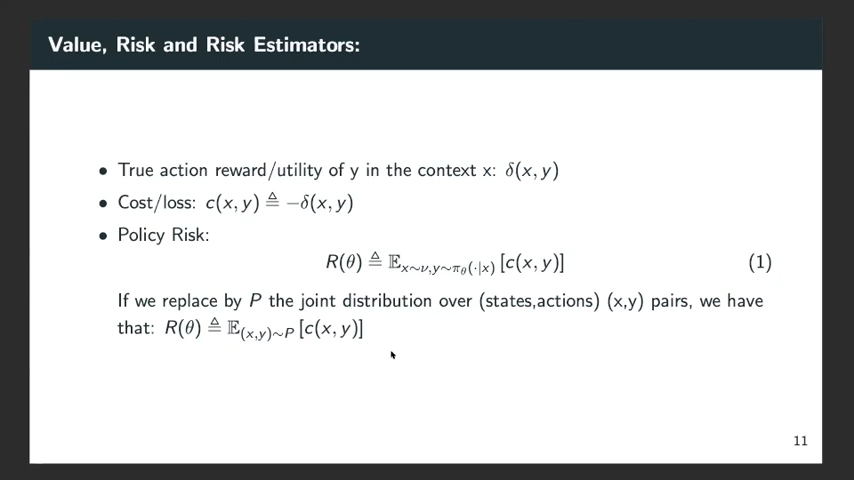 Value, Risk and Risk Estimators:
• True action reward/utility of y in the context x: δ(x, y)
• Cost/loss: c(x, y) ≜ −δ(x, y)
• Policy Risk:
R(θ) ≜ 𝔼_{x∼ν,y∼π_θ(·|x)} [c(x, y)] (1)
If we replace by P the joint distribution over (states,actions) (x,y) pairs, we have
that: R(θ) ≜ 𝔼_{(x,y)∼P} [c(x, y)]
11